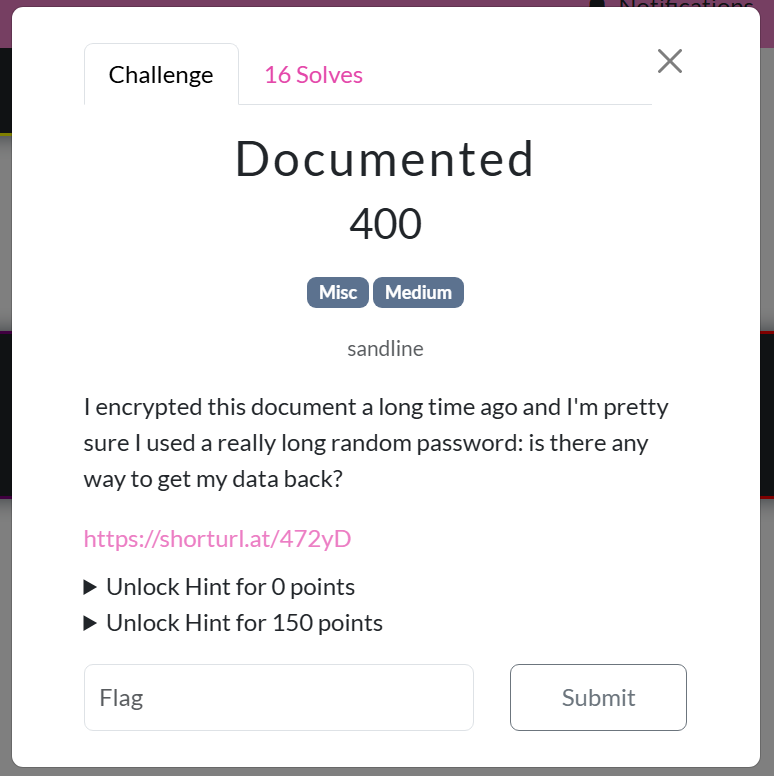 Notifications
Challenge
16 Solves
Documented
400
Misc Medium
sandline
I encrypted this document a long time ago and I'm pretty
sure I used a really long random password: is there any
way to get my data back?
https://shorturl.at/472yD
▶ Unlock Hint for 0 points
▶ Unlock Hint for 150 points
Flag
Submit